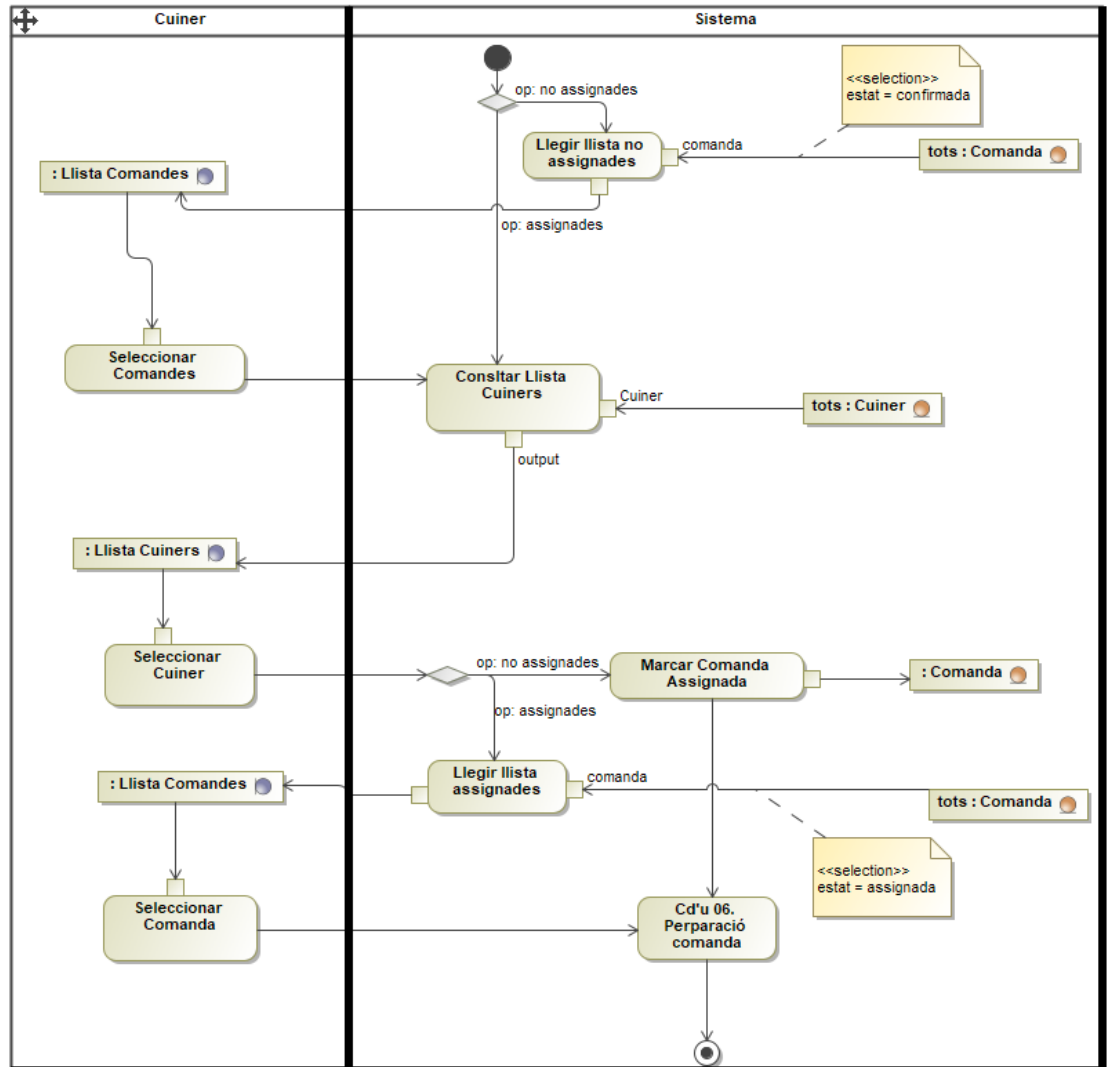 Cuiner
Sistema
op: no assignades
<<selection>>
estat = confirmada
Llegir llista no
assignades
comanda
tots : Comanda
: Llista Comandes
op: assignades
Seleccionar
Comandes
Consltar Llista
Cuiners
Cuiner
tots : Cuiner
output
: Llista Cuiners
Seleccionar
Cuiner
op: no assignades
Marcar Comanda
Assignada
: Comanda
op: assignades
: Llista Comandes
Llegir llista
assignades
comanda
tots : Comanda
<<selection>>
estat = assignada
Seleccionar
Comanda
Cd'u 06.
Perparació
comanda